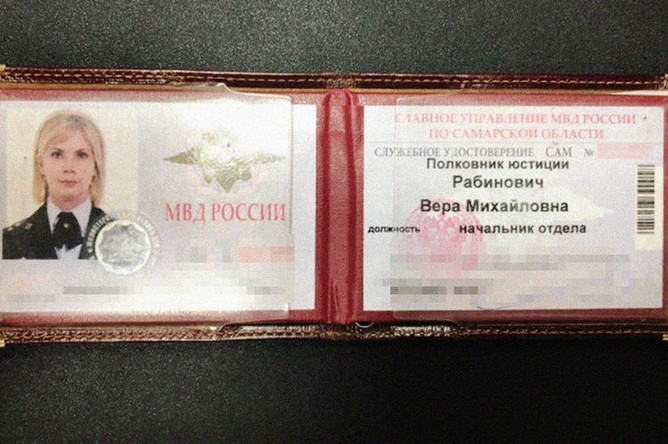 МВД РОССИИ
ГЛАВНОЕ УПРАВЛЕНИЕ МВД РОССИИ
ПО САМАРСКОЙ ОБЛАСТИ
СЛУЖЕБНОЕ УДОСТОВЕРЕНИЕ САМ №
Полковник юстиции
Рабинович
Вера Михайловна
должность начальник отдела